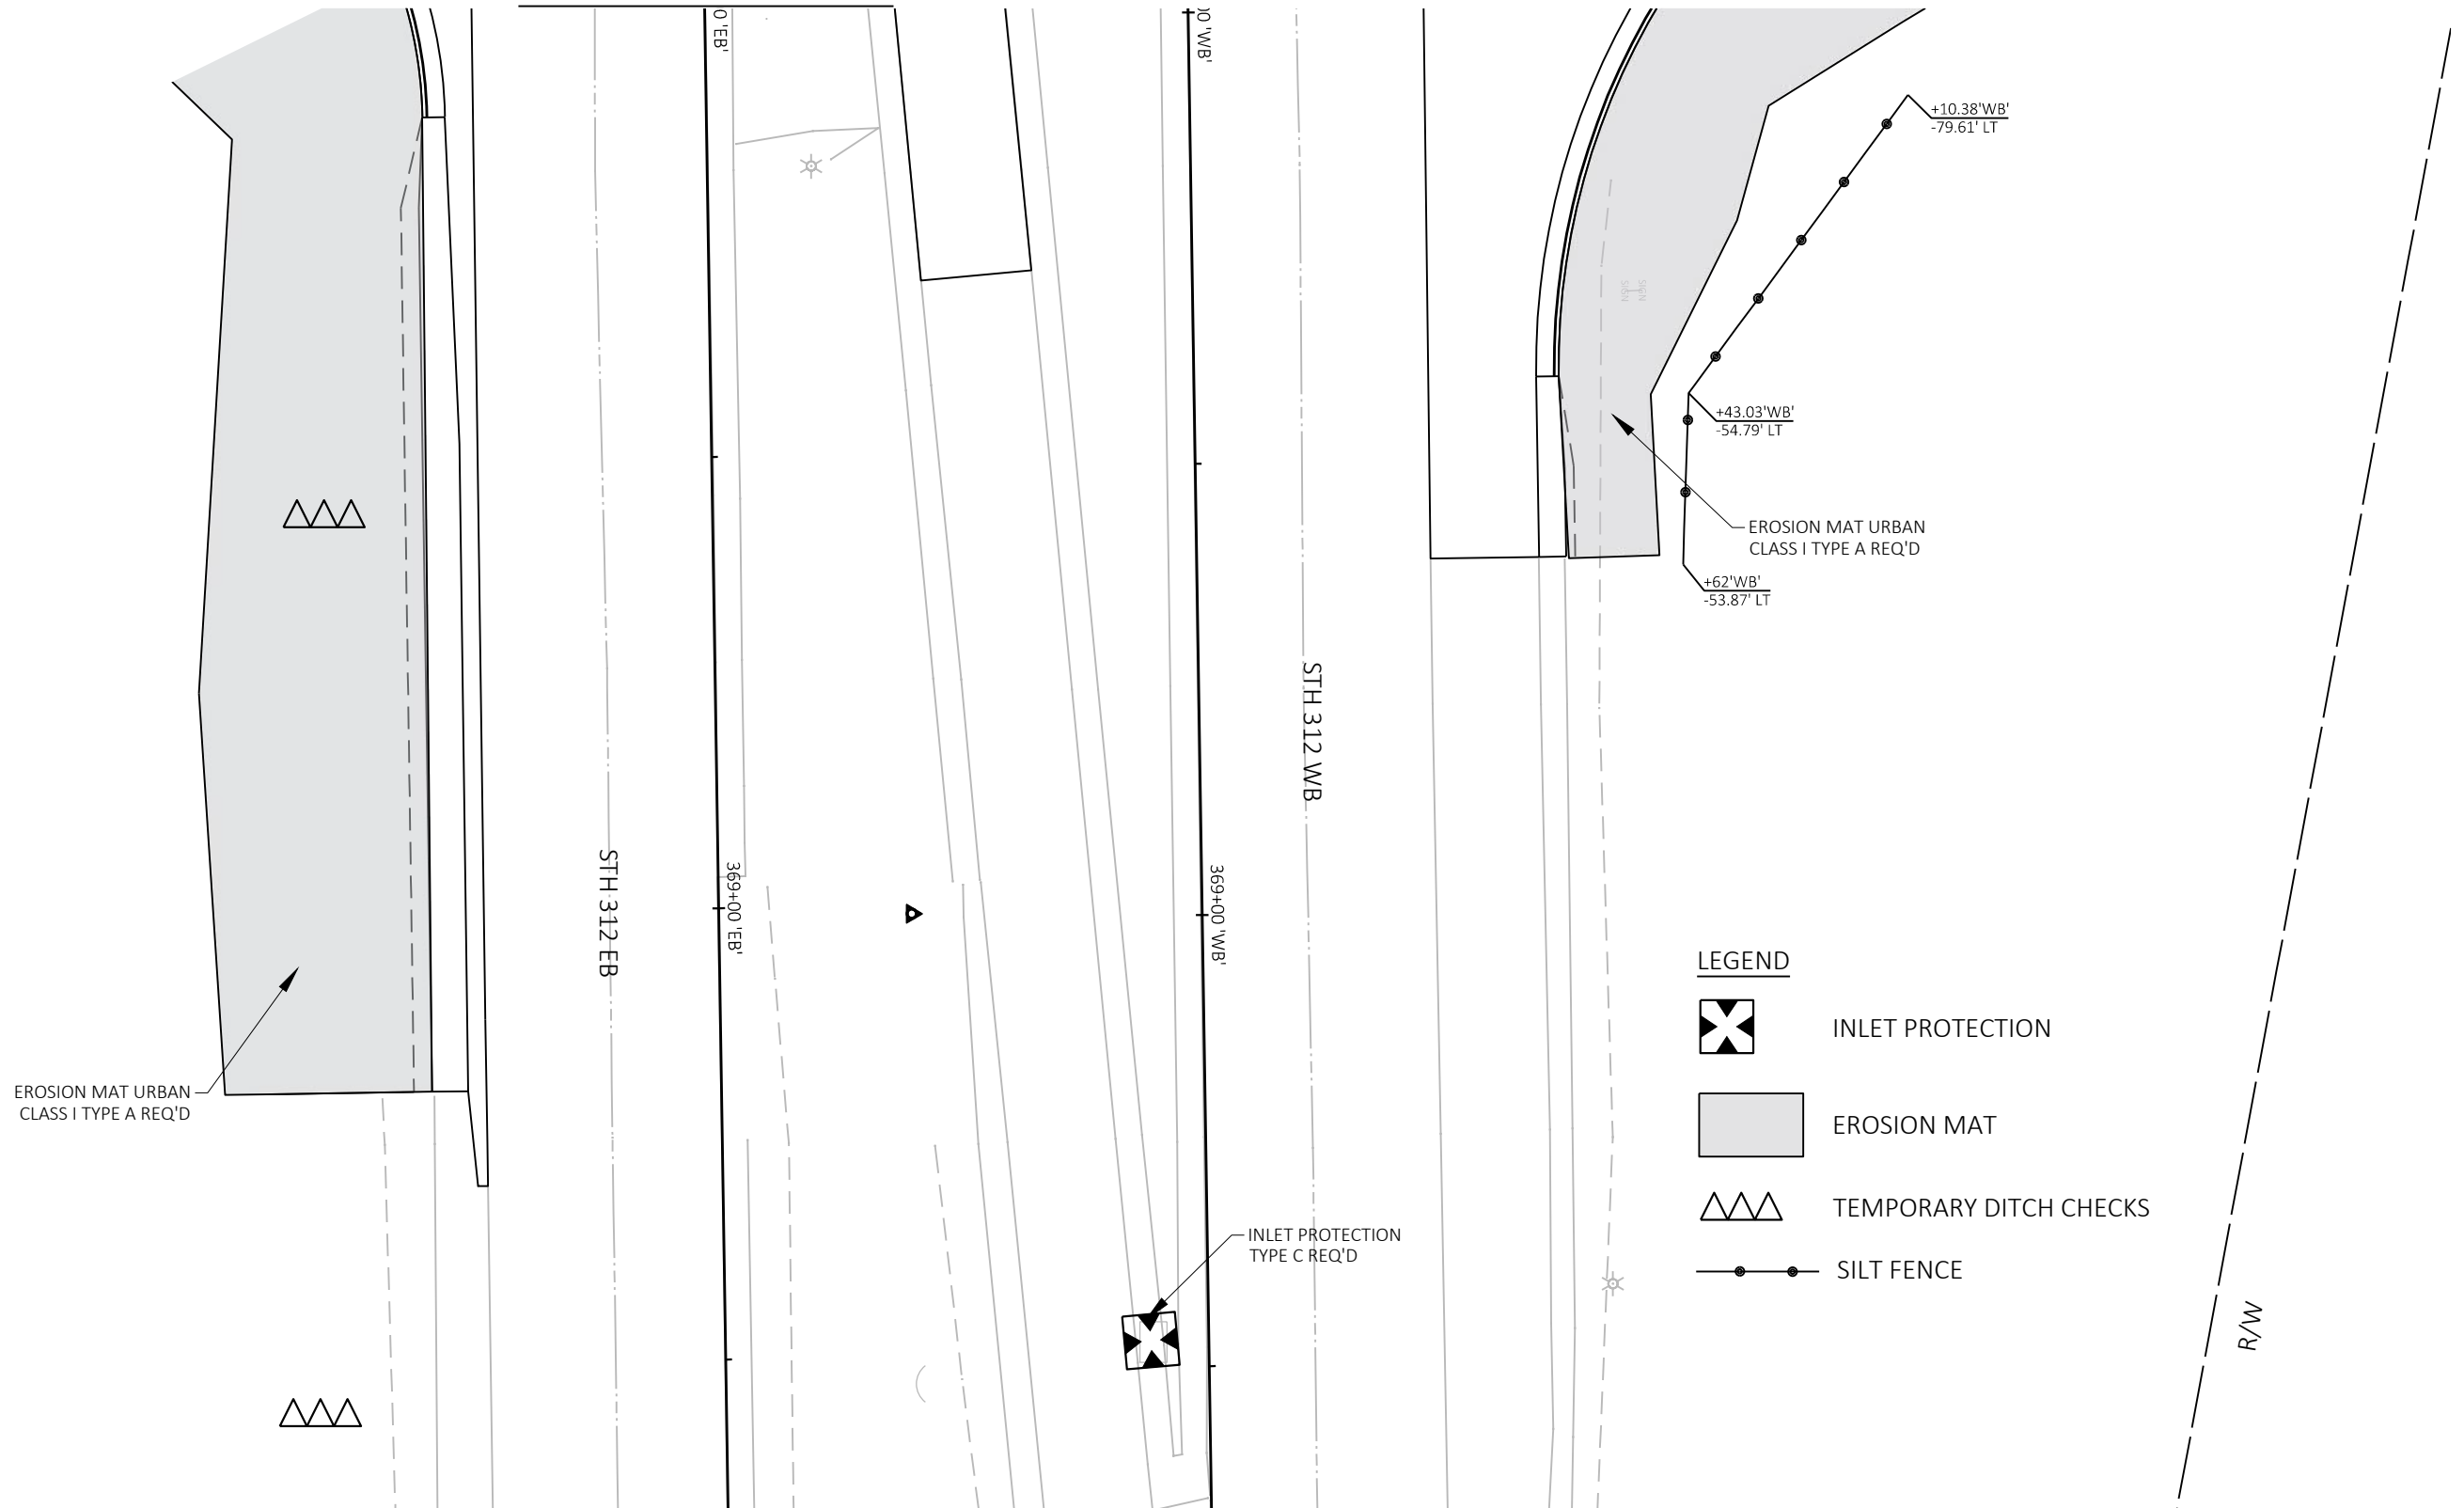 0 'EB'
00 'WB'
+10.38'WB'
-79.61' LT
SIGN
SIGN
+43.03'WB'
-54.79' LT
EROSION MAT URBAN
CLASS I TYPE A REQ'D
+62'WB'
-53.87' LT
STH 312 WB
STH 312 EB
369+00 'EB'
369+00 'WB'
EROSION MAT URBAN
CLASS I TYPE A REQ'D
LEGEND
INLET PROTECTION
EROSION MAT
TEMPORARY DITCH CHECKS
SILT FENCE
INLET PROTECTION
TYPE C REQ'D
R/W